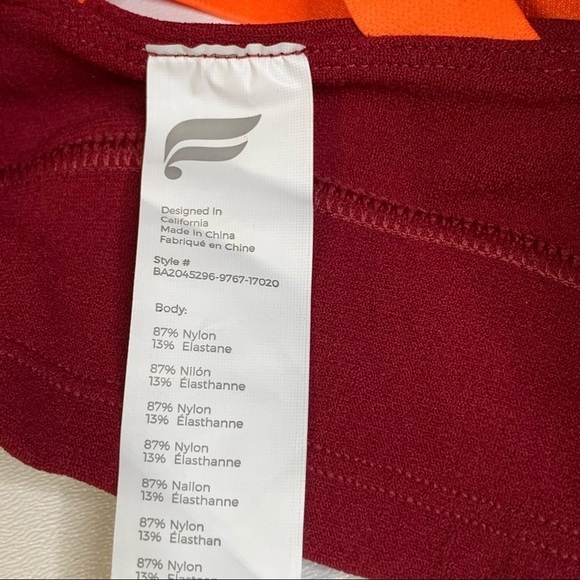 Designed In
California
Made In China
Fabriqué en Chine
Style #
BA2045296-9767-17020
Body:
87% Nylon
13% Elastane
87% Nilón
13% Élasthanne
87% Nylon
13% Élasthanne
87% Nylon
13% Élasthanne
87% Nailon
13% Élasthanne
87% Nylon
13% Élasthan
87% Nylon
13% Elastan